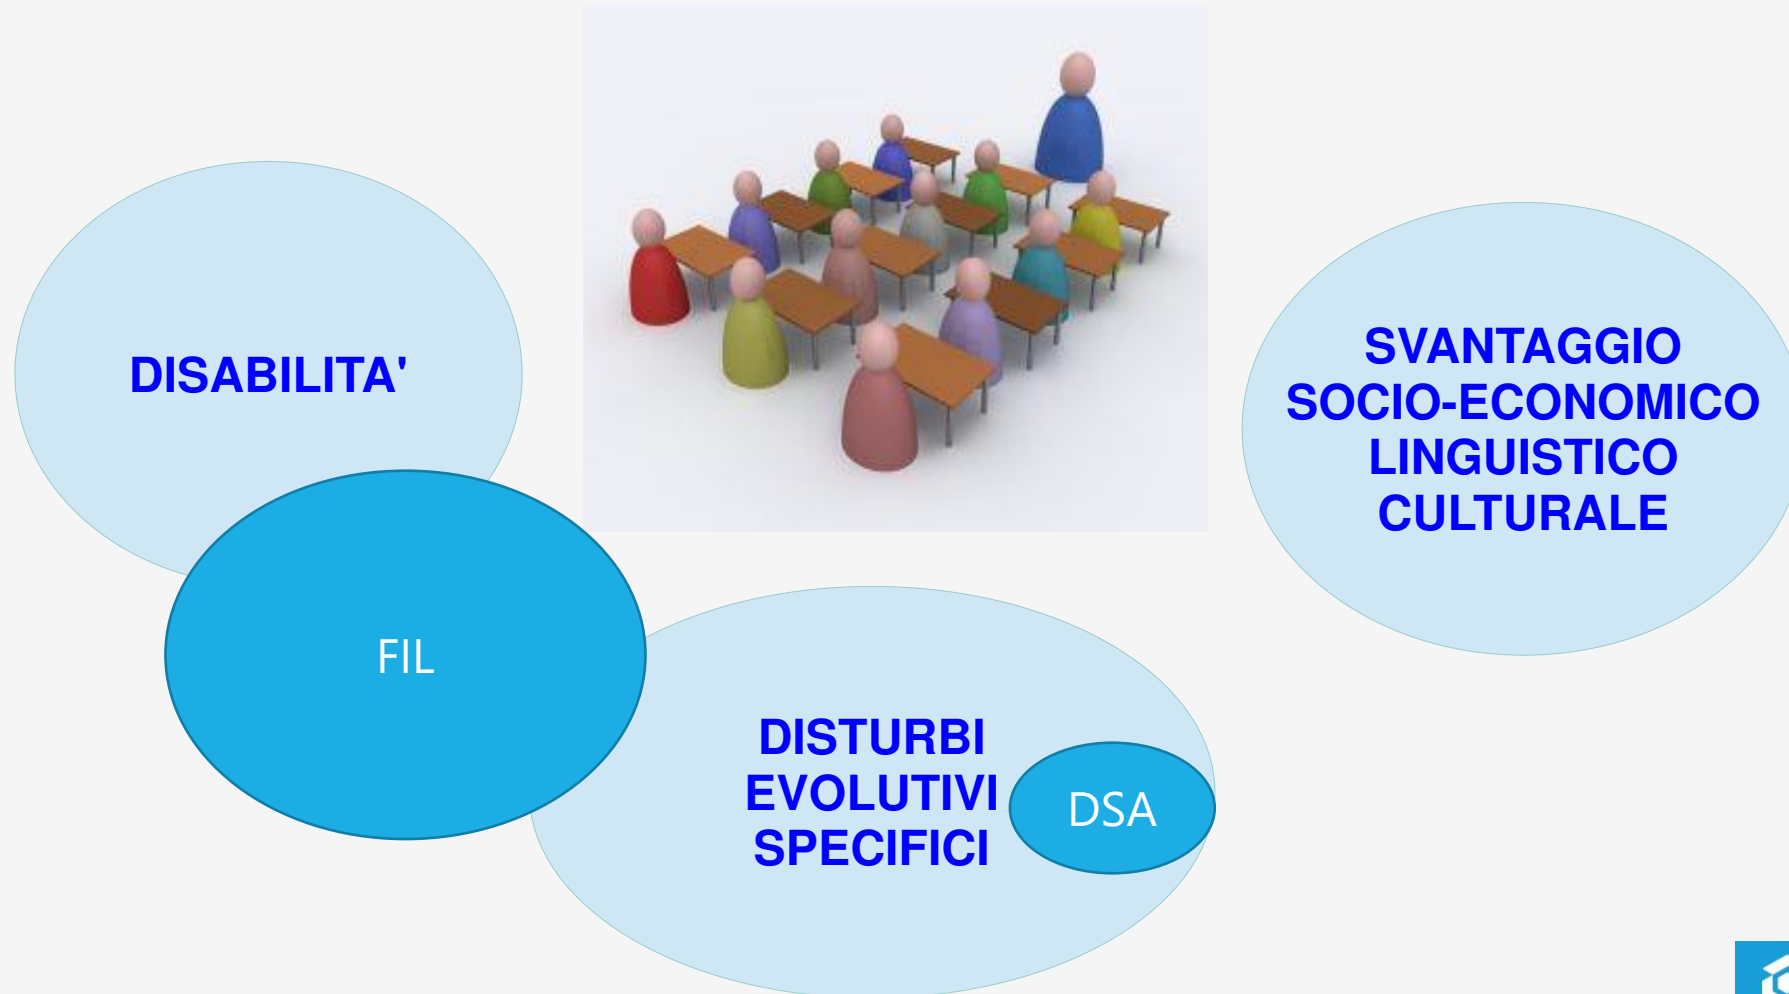 DISABILITA'
SVANTAGGIO
SOCIO-ECONOMICO
LINGUISTICO
CULTURALE
FIL
DISTURBI
EVOLUTIVI
SPECIFICI
DSA